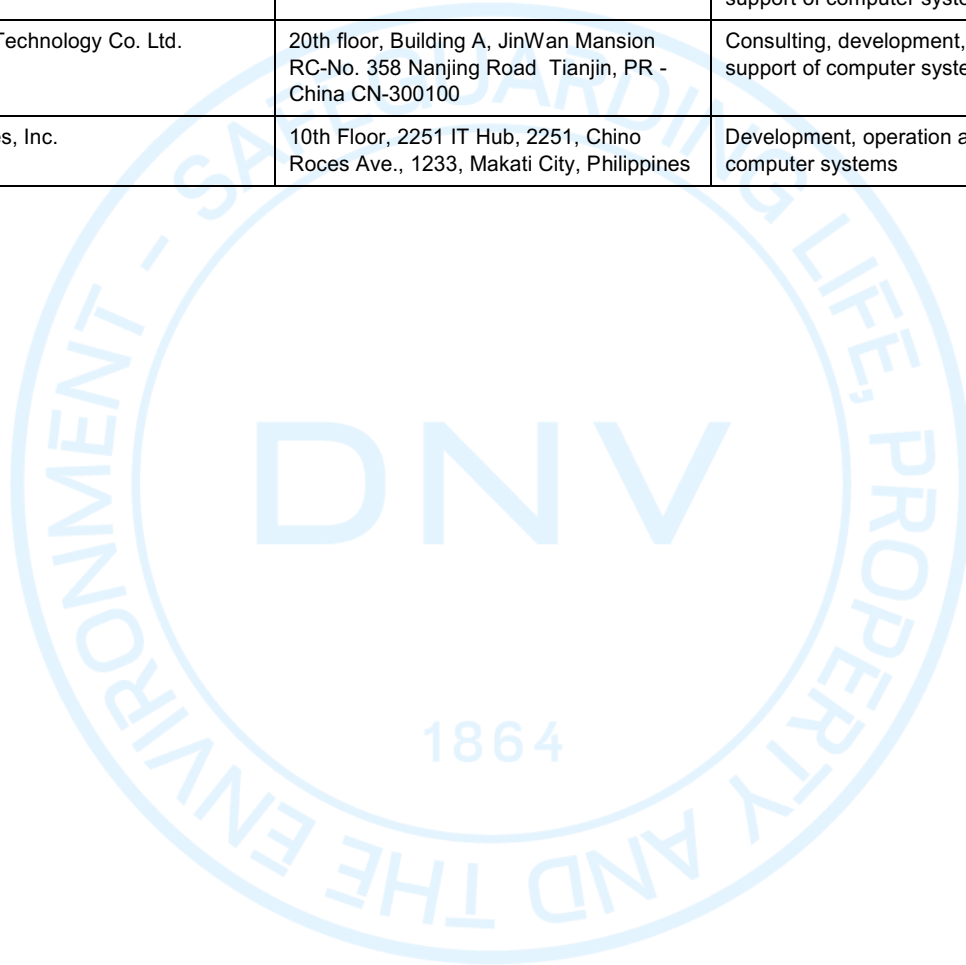 support of computer
Technology Co. Ltd.
20th floor, Building A, JinWan Mansion
RC-No. 358 Nanjing Road Tianjin, PR -
China CN-300100
Consulting, development,
support of computer
s, Inc.
10th Floor, 2251 IT Hub, 2251, Chino
Roces Ave., 1233, Makati City, Philippines
Development, operation
computer systems
SAFEGUARDING LIFE, PROPERTY AND THE ENVIRONMENT -
DNV
1864